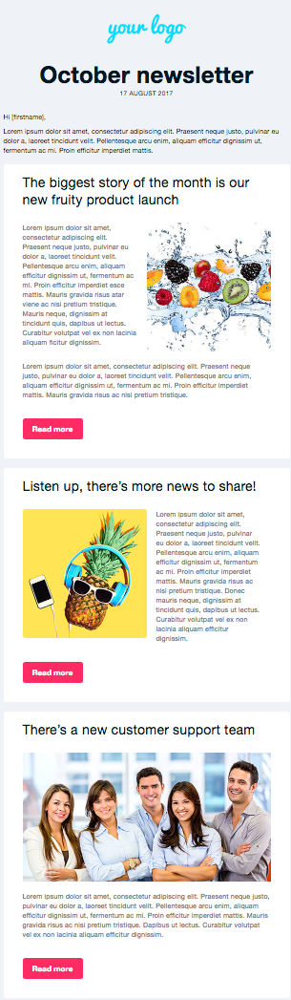 your logo
October newsletter
17 AUGUST 2017
Hi [firstname],
Lorem ipsum dolor sit amet, consectetur adipiscing elit. Praesent neque justo, pulvinar eu
dolor a, laoreet tincidunt velit. Pellentesque arcu enim, aliquam efficitur dignissim ut,
fermentum ac mi. Proin efficitur imperdiet mattis.
The biggest story of the month is our
new fruity product launch
Lorem ipsum dolor sit amet,
consectetur adipiscing elit.
Praesent neque justo, pulvinar eu
dolor a, laoreet tincidunt velit.
Pellentesque arcu enim, aliquam
efficitur dignissim ut, fermentum
ac mi. Proin efficitur imperdiet esce
mattis. Mauris gravida risus atar
viene ac nisi pretium tristique.
Mauris neque, dignissim at
tincidunt quis, dapibus ut lectus.
Curabitur volutpat vel ex non lacinia
aliquam ficitur dignissim.
Lorem ipsum dolor sit amet, consectetur adipiscing elit. Praesent neque
justo, pulvinar eu dolor a, laoreet tincidunt velit. Pellentesque arcu enim,
aliquam efficitur dignissim ut, fermentum ac mi. Proin efficitur imperdiet
mattis. Mauris gravida risus ac nisi pretium tristique.
Read more
Listen up, there's more news to share!
Lorem ipsum dolor sit amet,
consectetur adipiscing elit.
Praesent neque justo, pulvinar
eu dolor a, laoreet tincidunt velit.
Pellentesque arcu enim, aliquam
efficitur dignissim ut, fermentum
ac mi. Proin efficitur imperdiet
mattis. Mauris gravida risus ac
nisi pretium tristique. Donec
mauris neque, dignissim at
tincidunt quis, dapibus ut lectus.
Curabitur volutpat vel ex non
lacinia aliquam efficitur
dignissim.
Read more
There's a new customer support team
Lorem ipsum dolor sit amet, consectetur adipiscing elit. Praesent neque justo,
pulvinar eu dolor a, laoreet tincidunt velit. Pellentesque arcu enim, aliquam
efficitur dignissim ut, fermentum ac mi. Proin efficitur imperdiet mattis. Mauris
gravida risus ac nisi pretium tristique. Dapibus ut lectus. Curabitur volutpat vel
ex non lacinia aliquam efficitur dignissim.
Read more